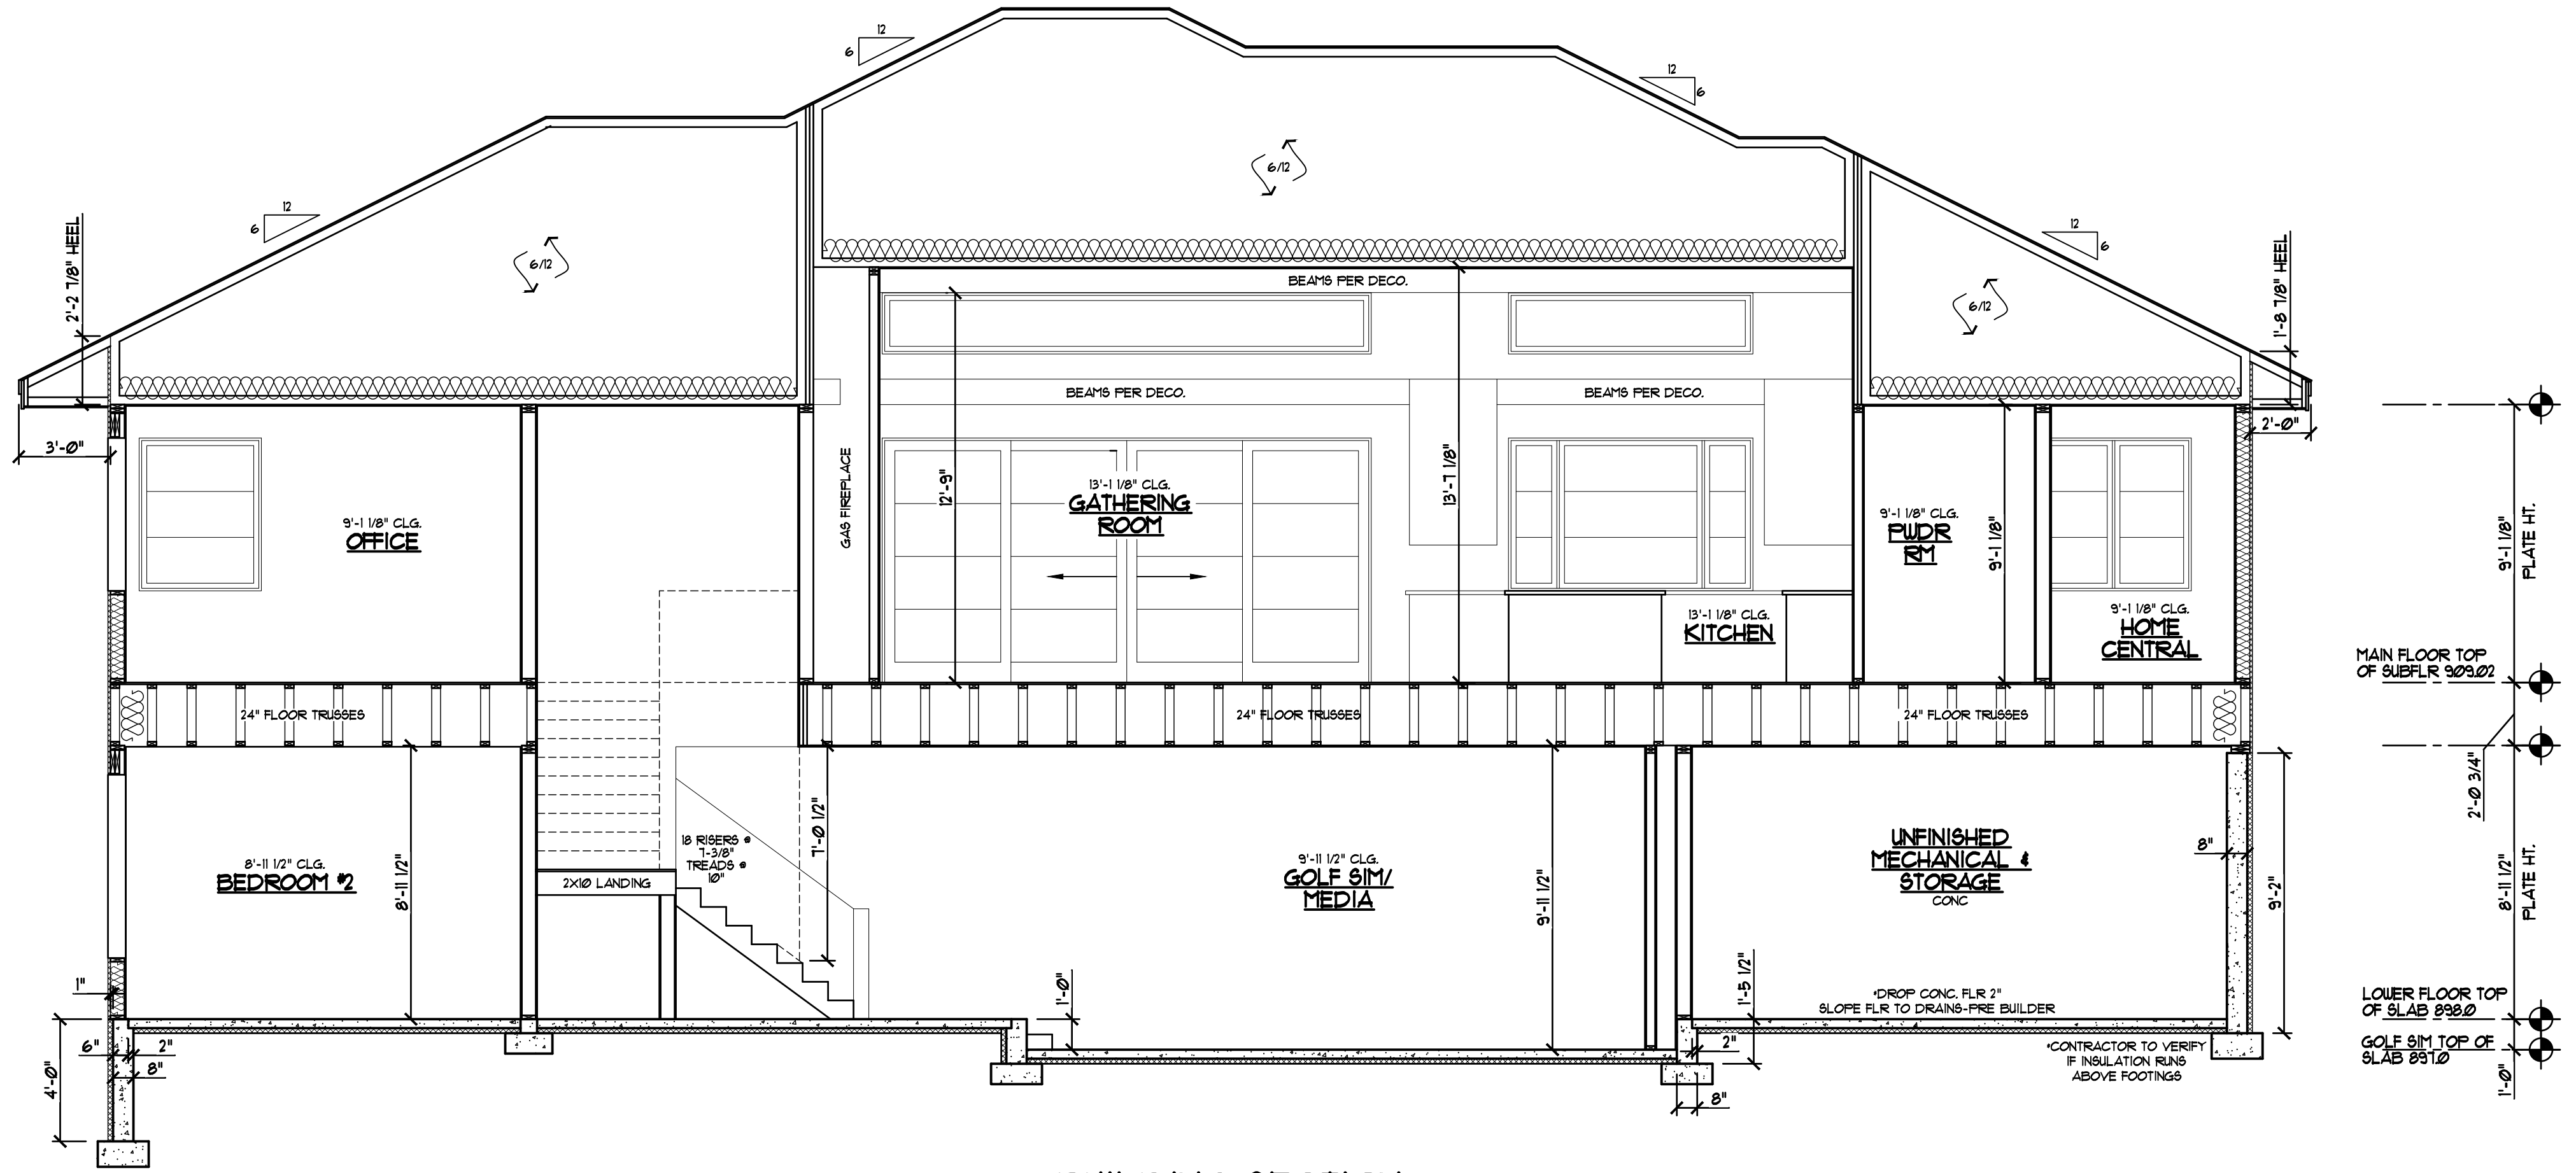 12
6
12
6
12
6
12
6
6/12
6/12
6/12
2'-2 7/8" HEEL
1'-8 7/8" HEEL
3'-0"
2'-0"
BEAMS PER DECO.
BEAMS PER DECO.
BEAMS PER DECO.
GAS FIREPLACE
12'-9"
13'-7 1/8"
9'-1 1/8"
9'-1 1/8" CLG.
OFFICE
13'-1 1/8" CLG.
GATHERING
ROOM
13'-1 1/8" CLG.
KITCHEN
9'-1 1/8" CLG.
PWDR
RM
9'-1 1/8" CLG.
HOME
CENTRAL
9'-1 1/8"
PLATE HT.
MAIN FLOOR TOP
OF SUBFLR 909.02
24" FLOOR TRUSSES
24" FLOOR TRUSSES
24" FLOOR TRUSSES
2'-0 3/4"
8'-11 1/2" CLG.
BEDROOM #2
8'-11 1/2"
2X10 LANDING
18 RISERS @
7-3/8"
TREADS @
10"
7'-0 1/2"
9'-11 1/2" CLG.
GOLF SIM/
MEDIA
9'-11 1/2"
UNFINISHED
MECHANICAL &
STORAGE
CONC
8"
9'-2"
8'-11 1/2"
PLATE HT.
1"
1'-0"
1'-5 1/2"
*DROP CONC. FLR 2"
SLOPE FLR TO DRAINS-PRE BUILDER
LOWER FLOOR TOP
OF SLAB 898.0
GOLF SIM TOP OF
SLAB 897.0
1'-0"
6"
2"
8"
4'-0"
2"
8"
*CONTRACTOR TO VERIFY
IF INSULATION RUNS
ABOVE FOOTINGS